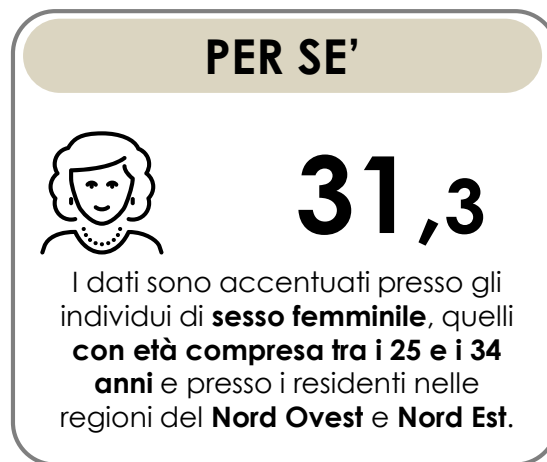 PER SE’
31,3
I dati sono accentuati presso gli
individui di sesso femminile, quelli
con età compresa tra i 25 e i 34
anni e presso i residenti nelle
regioni del Nord Ovest e Nord Est.